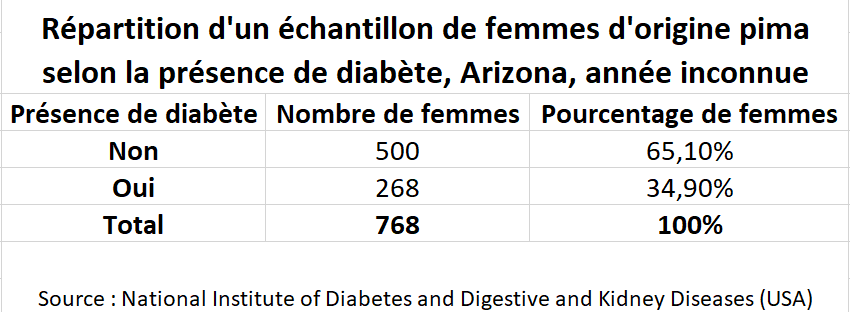 Répartition d'un échantillon de femmes d'origine pima
selon la présence de diabète, Arizona, année inconnue
Présence de diabète Nombre de femmes Pourcentage de femmes
Non 500 65,10%
Oui 268 34,90%
Total 768 100%
Source : National Institute of Diabetes and Digestive and Kidney Diseases (USA)